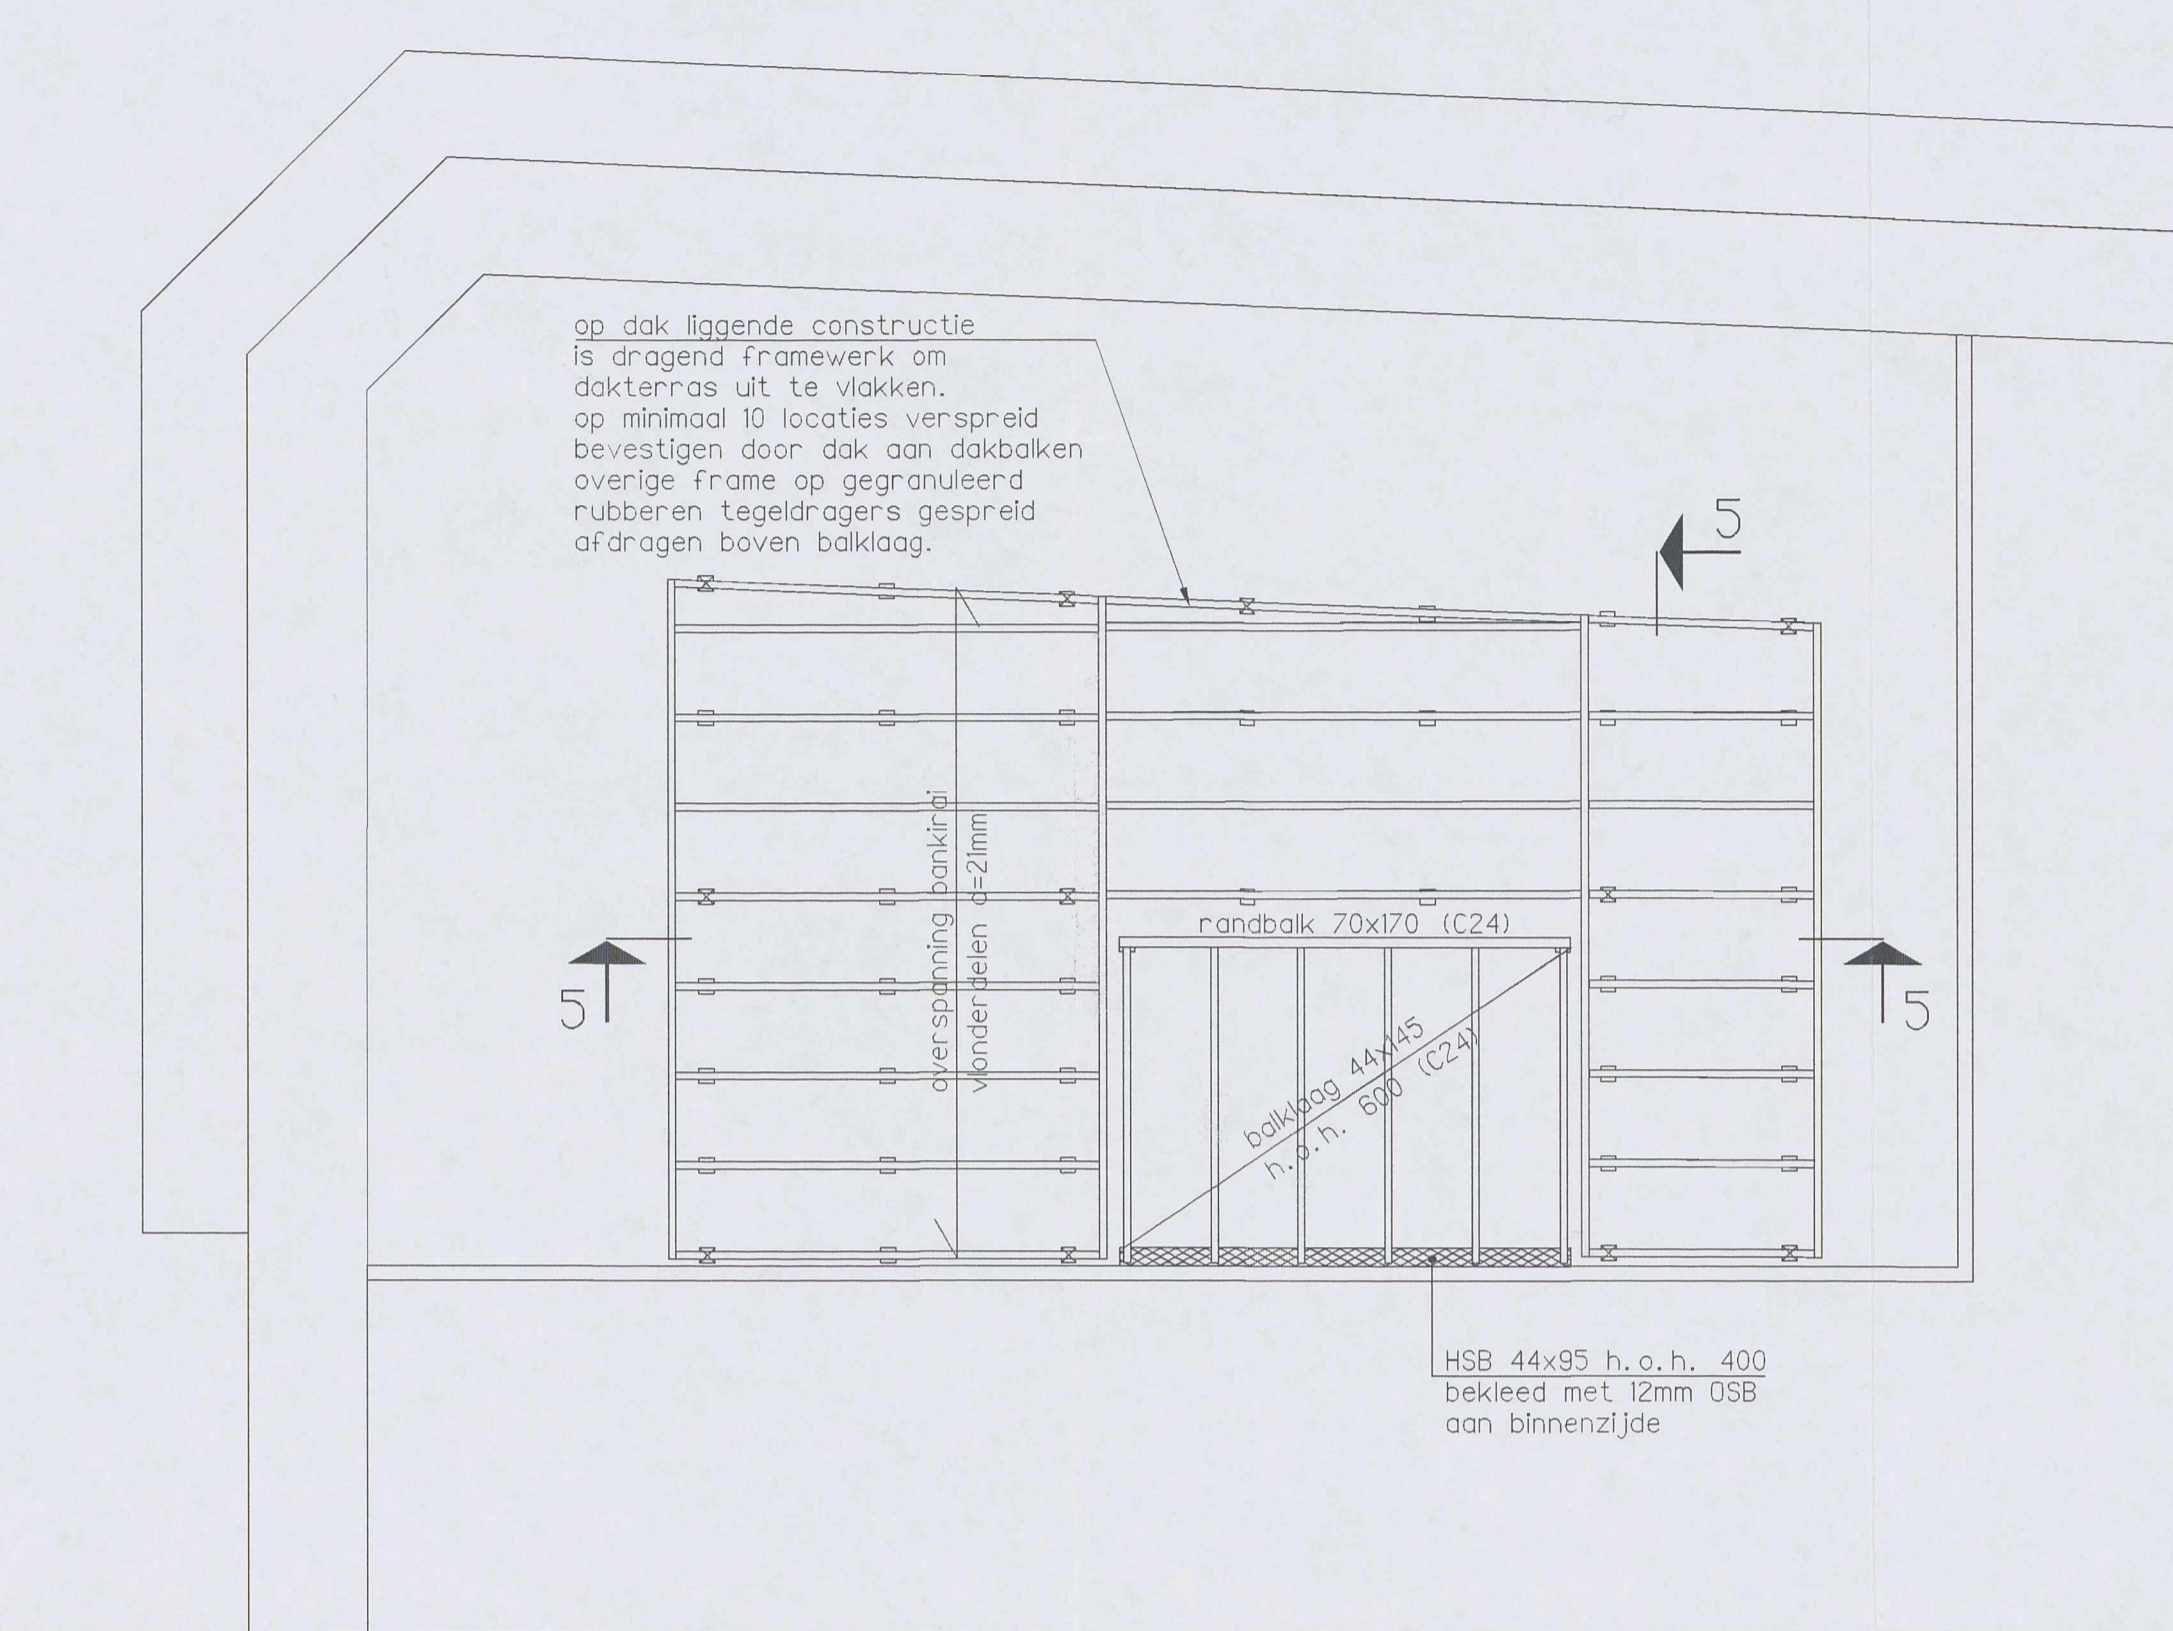 op dak liggende constructie
is dragend framewerk om
dakterras uit te vlakken.
op minimaal 10 locaties verspreid
bevestigen door dak aan dakbalken
overige frame op gegranuleerd
rubberen tegeldragers gespreid
afdragen boven balklaag.
5
overspanning bankirai
vlonderdelen d=21mm
randbalk 70x170 (C24)
5
5
balklaag 44x145
h.o.h. 600 (C24)
HSB 44x95 h.o.h. 400
bekleed met 12mm OSB
aan binnenzijde